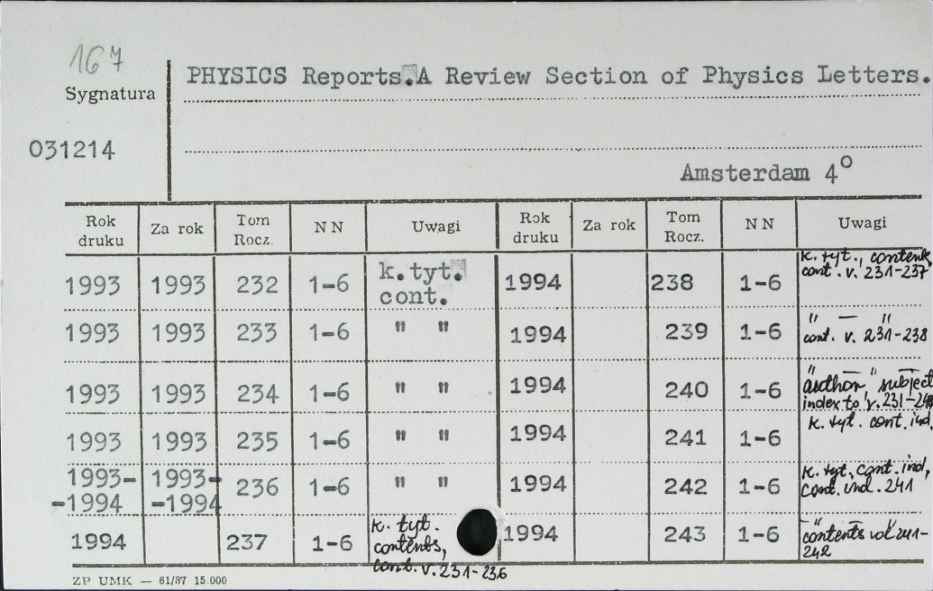 167
PHYSICS Reports.A Review Section of Physics Letters.
Sygnatura
031214
Amsterdam 4°
Rok druku Za rok Tom Rocz. NN Uwagi Rok druku Za rok Tom Rocz. NN Uwagi
1993 1993 232 1-6 k.tyt. cont. 1994 238 1-6 k. tyt., contents, cont. v. 231-237
1993 1993 233 1-6 " " 1994 239 1-6 " — " cont. v. 231-238
1993 1993 234 1-6 " " 1994 240 1-6 " — " author subject index to v. 231-
1993 1993 235 1-6 " " 1994 241 1-6 k. tyt. cont. ind.
1993- -1994 1993- -1994 236 1-6 " " 1994 242 1-6 k. tyt. cont. ind, cont. ind. 241
1994 237 1-6 k. tyt. contents, cont. v. 231-236 1994 243 1-6 -"- contents vol 241-242
ZP UMK — 61/87 15.000